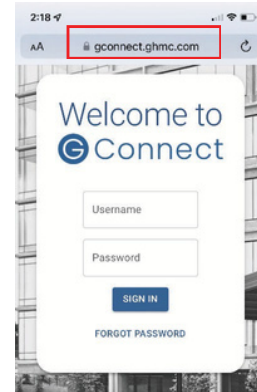 2:18
AA gconnect.ghmc.com
Welcome to
G Connect
Username
Password
SIGN IN
FORGOT PASSWORD